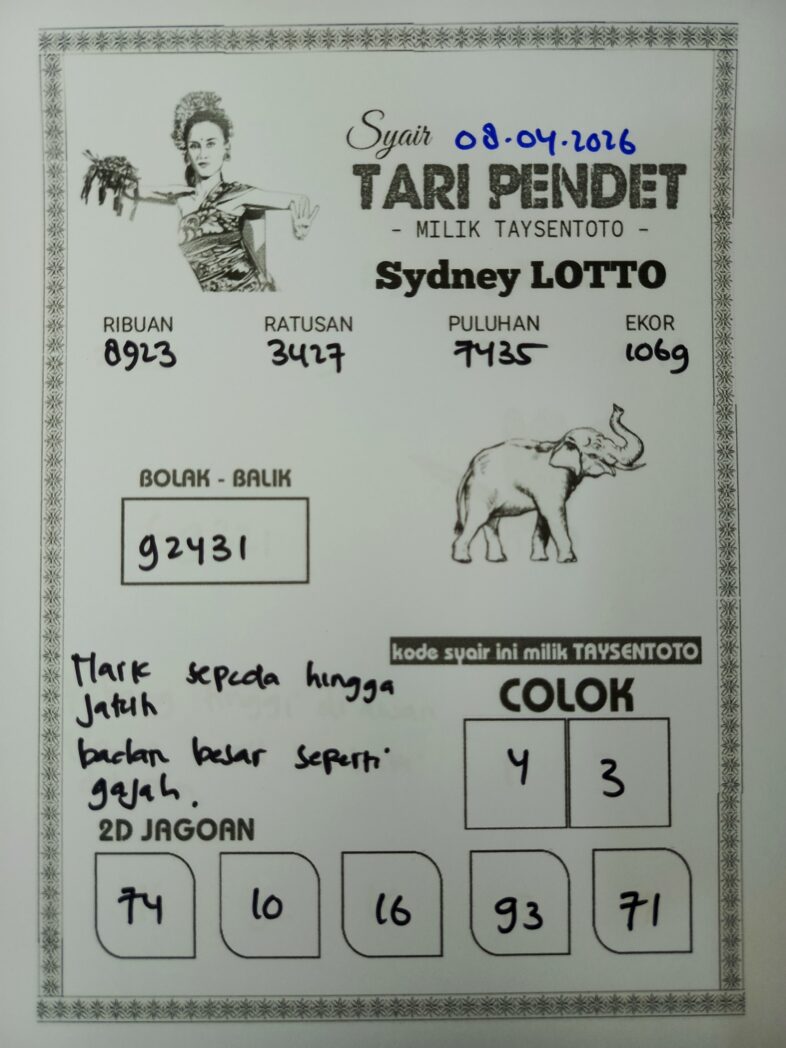 Syair 08.04.2026
TARI PENDET
- MILIK TAYSENTOTO -
Sydney LOTTO
RIBUAN RATUSAN PULUHAN EKOR
8923 3427 7435 1069
BOLAK - BALIK
92431
kode syair ini milik TAYSENTOTO
Naik sepeda hingga
Jatuh
badan besar seperti
gajah.
COLOK
4 3
2D JAGOAN
74 10 16 93 71